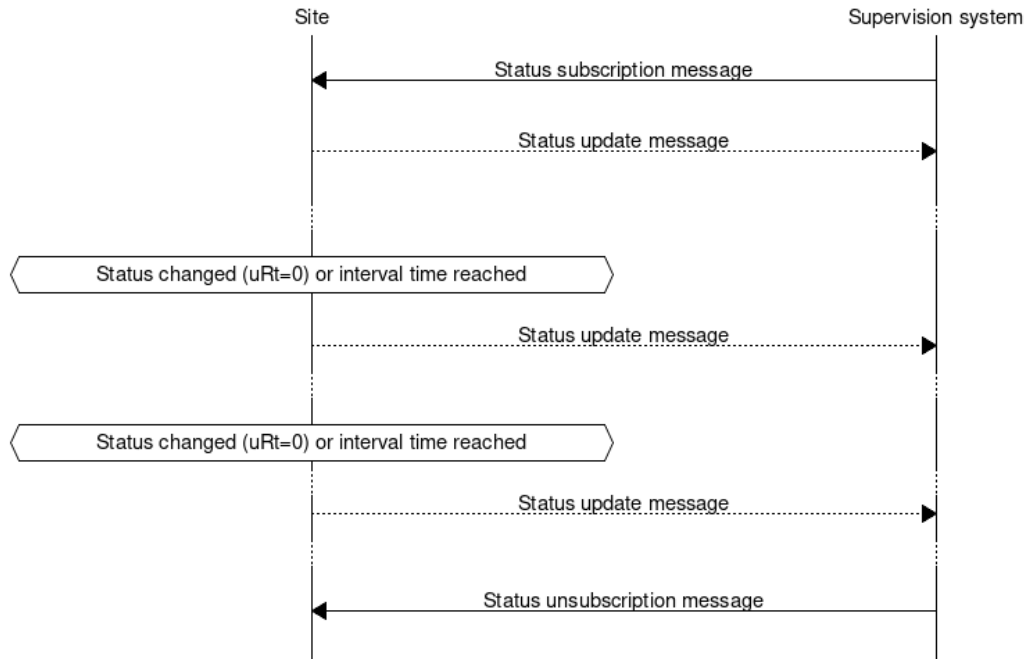 Site
Supervision system
Status subscription message
Status update message
Status changed (uRt=0) or interval time reached
Status update message
Status changed (uRt=0) or interval time reached
Status update message
Status unsubscription message